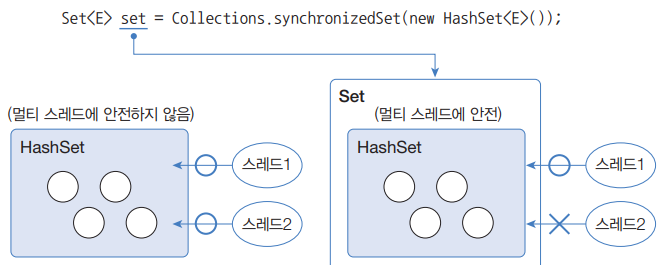 Set<E> set = Collections.synchronizedSet(new HashSet<E>());
(멀티 스레드에 안전하지 않음)
HashSet
스레드1
스레드2
Set
(멀티 스레드에 안전)
HashSet
스레드1
스레드2